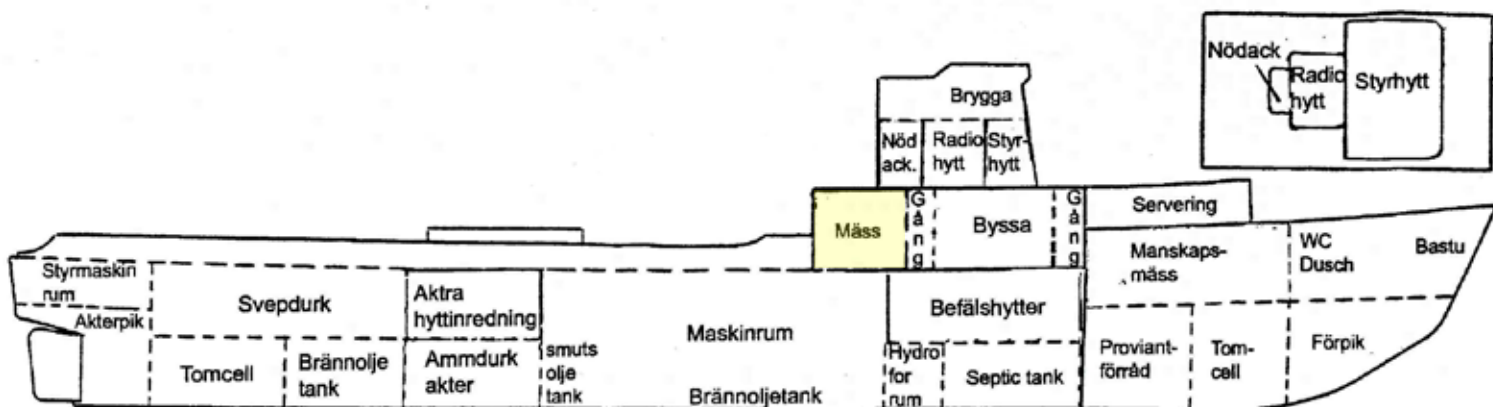 Nödack
Radio
hytt
Styrhytt
Brygga
Nöd
ack.
Radio
hytt
Styr-
hytt
Mäss
G
å
n
g
Byssa
G
å
n
g
Servering
Manskaps-
mäss
WC
Dusch
Bastu
Styrmaskin
rum
Akterpik
Svepdurk
Aktra
hyttinredning
Maskinrum
Befälshytter
Tomcell
Brännolje
tank
Ammdurk
akter
smuts
olje
tank
Brännoljetank
Hydro
for
rum
Septic tank
Proviant-
förråd
Tom-
cell
Förpik